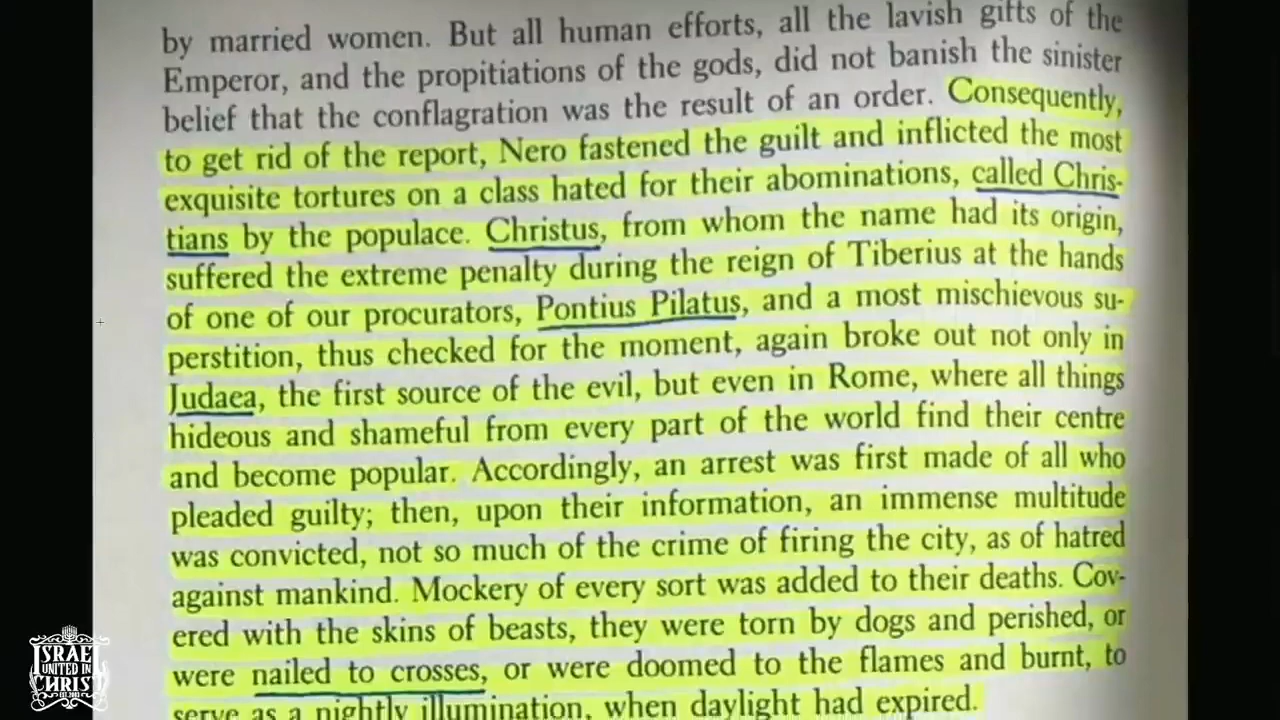 by married women. But all human efforts, all the lavish gifts of the
Emperor, and the propitiations of the gods, did not banish the sinister
belief that the conflagration was the result of an order. Consequently,
to get rid of the report, Nero fastened the guilt and inflicted the most
exquisite tortures on a class hated for their abominations, called Chris-
tians by the populace. Christus, from whom the name had its origin,
suffered the extreme penalty during the reign of Tiberius at the hands
of one of our procurators, Pontius Pilatus, and a most mischievous su-
perstition, thus checked for the moment, again broke out not only in
Judaea, the first source of the evil, but even in Rome, where all things
hideous and shameful from every part of the world find their centre
and become popular. Accordingly, an arrest was first made of all who
pleaded guilty; then, upon their information, an immense multitude
was convicted, not so much of the crime of firing the city, as of hatred
against mankind. Mockery of every sort was added to their deaths. Cov-
ered with the skins of beasts, they were torn by dogs and perished, or
were nailed to crosses, or were doomed to the flames and burnt, to
serve as a nightly illumination, when daylight had expired.
ISRAEL
UNITED IN
CHRIST